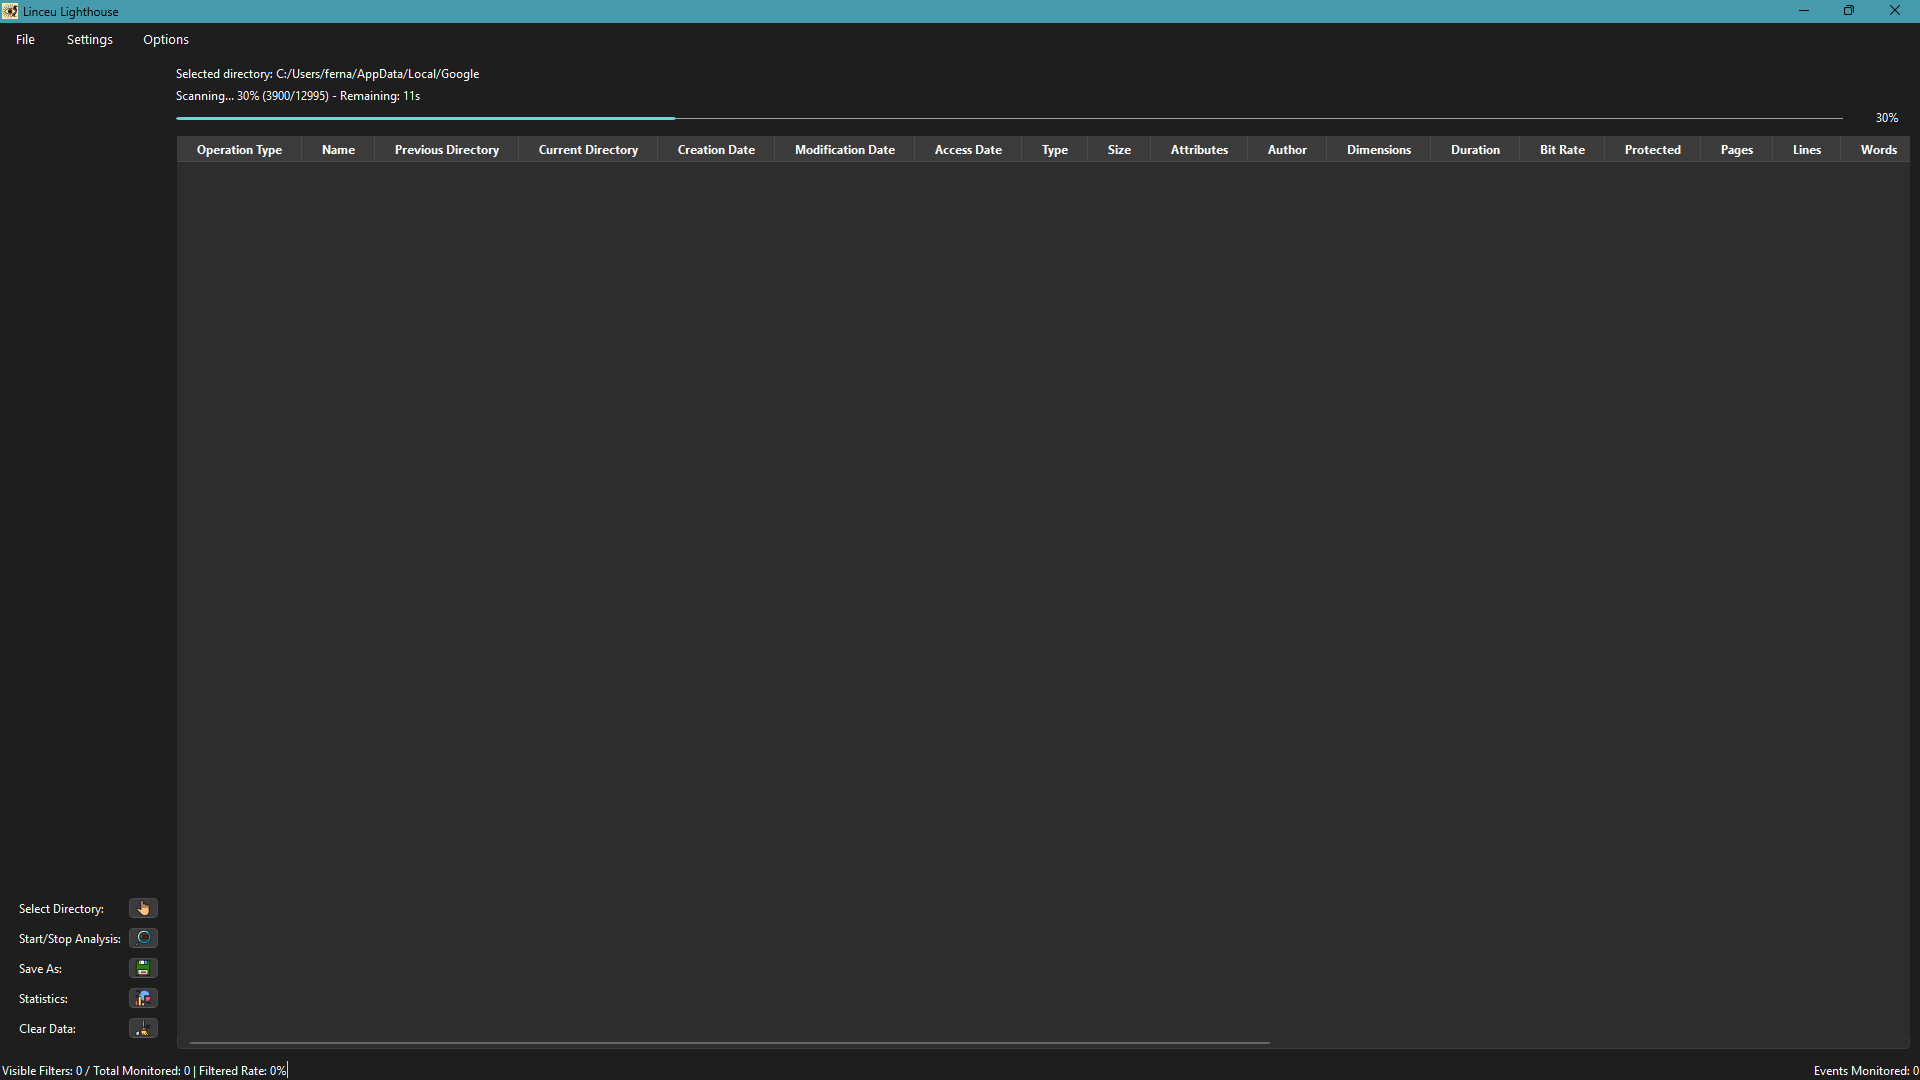 Linceu Lighthouse
File Settings Options
Selected directory: C:/Users/ferna/AppData/Local/Google
Scanning... 30% (3900/12995) - Remaining: 11s
30%
Operation Type Name Previous Directory Current Directory Creation Date Modification Date Access Date Type Size Attributes Author Dimensions Duration Bit Rate Protected Pages Lines Words
Select Directory:
Start/Stop Analysis:
Save As:
Statistics:
Clear Data:
Visible Filters: 0 / Total Monitored: 0 | Filtered Rate: 0%
Events Monitored: 0